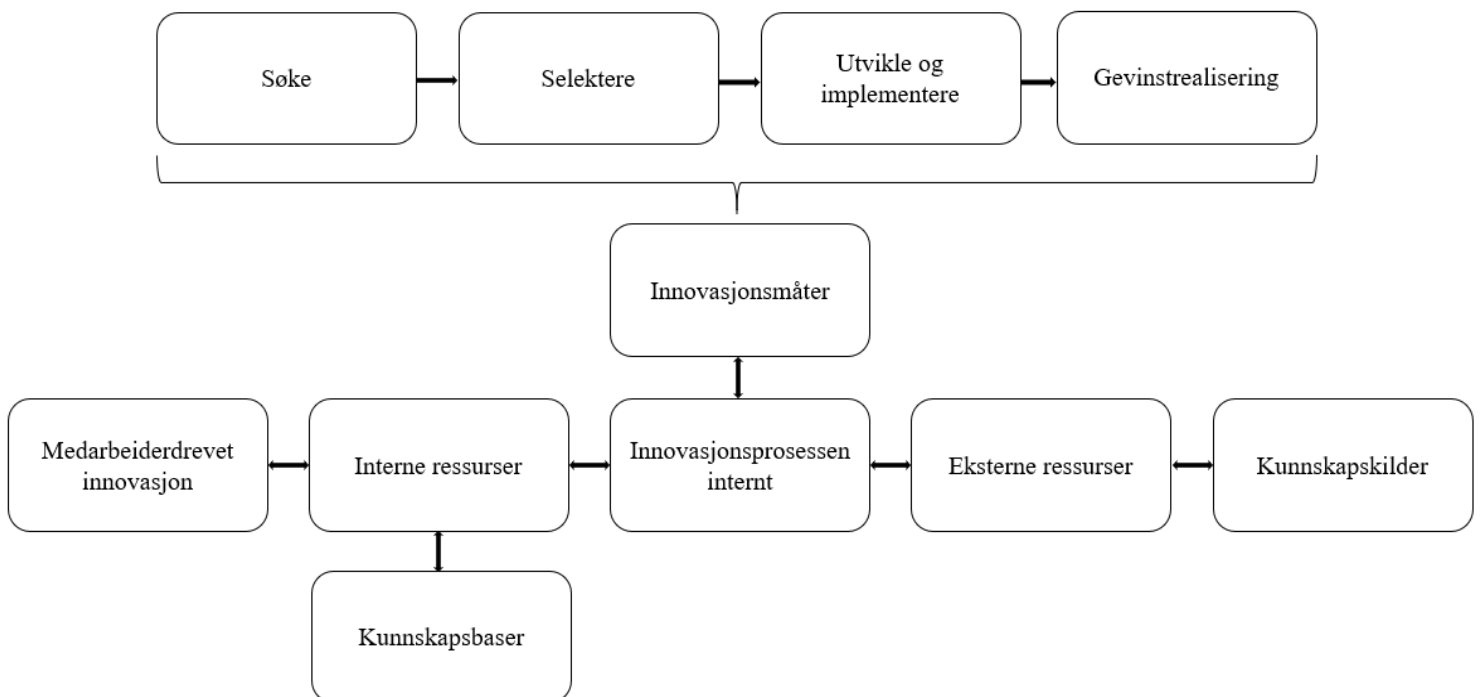 Søke
Selektere
Utvikle og
implementere
Gevinstrealisering
Innovasjonsmåter
Medarbeiderdrevet
innovasjon
Interne ressurser
Innovasjonsprosessen
internt
Eksterne ressurser
Kunnskapskilder
Kunnskapsbaser